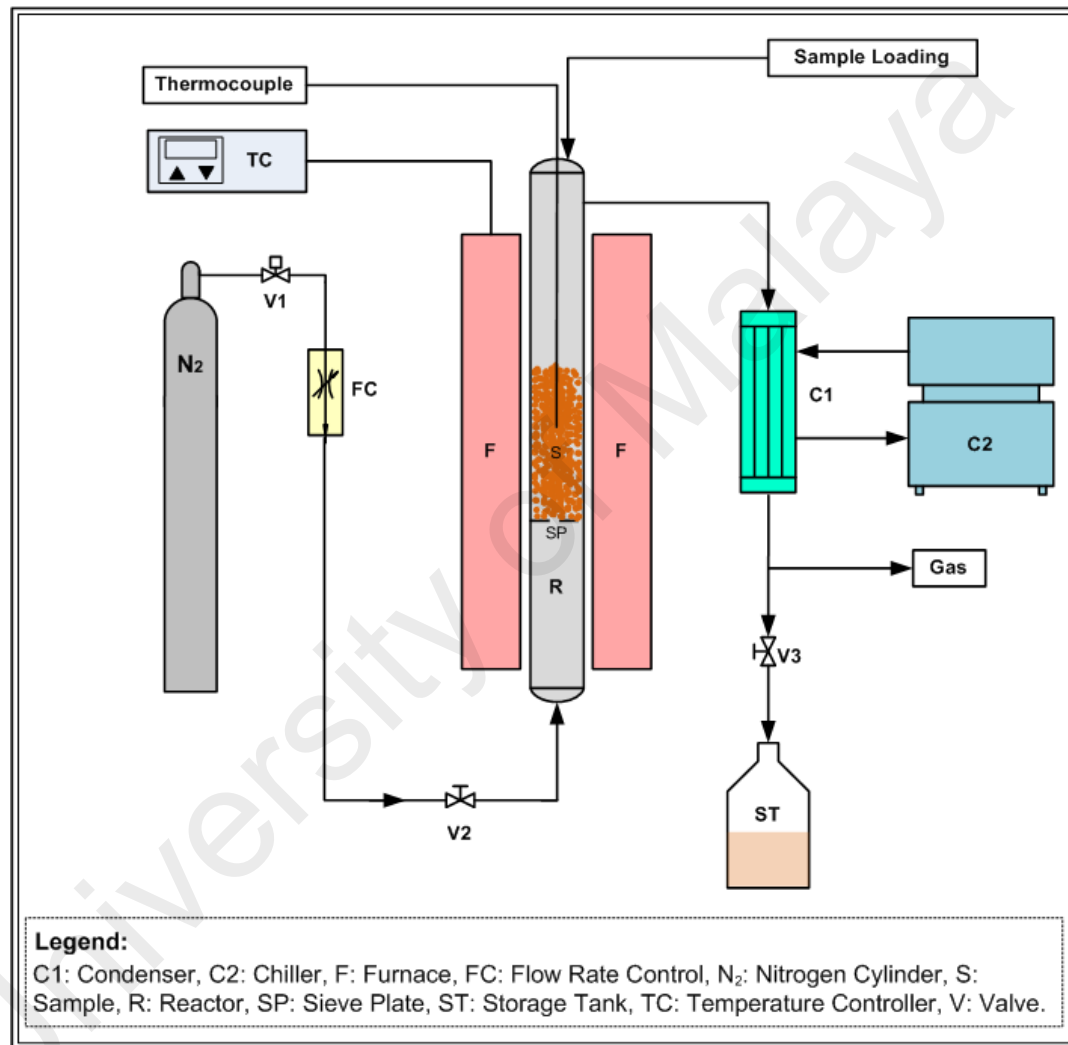 Sample Loading
Thermocouple
TC
V1
N₂
FC
C1
C2
F
S
F
SP
R
Gas
V3
V2
ST
Legend:
C1: Condenser, C2: Chiller, F: Furnace, FC: Flow Rate Control, N₂: Nitrogen Cylinder, S:
Sample, R: Reactor, SP: Sieve Plate, ST: Storage Tank, TC: Temperature Controller, V: Valve.
University of Malaya